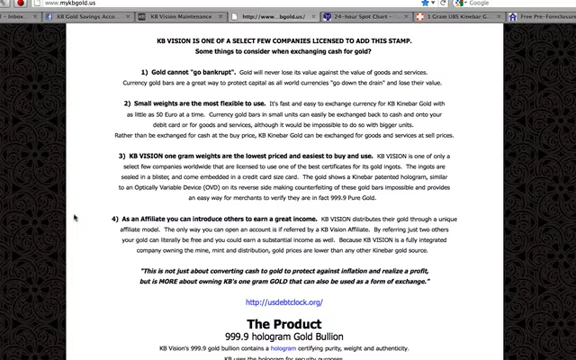 www.mykbgold.us
Google
- Inbox...
KB Gold Savings Acco...
KB Vision Maintenance
http://w...bgold.us/
24-hour Spot Chart -
1 Gram UBS Kinebar G...
Free Pre-Foreclosures
KB VISION IS ONE OF A SELECT FEW COMPANIES LICENSED TO ADD THIS STAMP.
Some things to consider when exchanging cash for gold?
1) Gold cannot "go bankrupt". Gold will never lose its value against the value of goods and services.
Currency gold bars are a great way to protect capital as all world currencies "go down the drain" and lose their value.
2) Small weights are the most flexible to use. It's fast and easy to exchange currency for KB Kinebar Gold with
as little as 50 Euro at a time. Currency gold bars in small units can easily be exchanged back to cash and onto your
debit card or for goods and services, although it would be impossible to do so with bigger units.
Rather than be exchanged for cash at the buy price, KB Kinebar Gold can be exchanged for goods and services at sell prices.
3) KB VISION one gram weights are the lowest priced and easiest to buy and use. KB VISION is one of only a
select few companies worldwide that are licensed to use one of the best certificates for its gold ingots. The ingots are
sealed in a blister, and come embedded in a credit card size card. The gold shows a Kinebar patented hologram, similar
to an Optically Variable Device (OVD) on its reverse side making counterfeiting of these gold bars impossible and provides
an easy way for merchants to verify they are in fact 999.9 Pure Gold.
4) As an Affiliate you can introduce others to earn a great income. KB VISION distributes their gold through a unique
affiliate model. The only way you can open an account is if referred by a KB Vision Affiliate. By referring just two others
your gold can literally be free and you could earn a substantial income as well. Because KB VISION is a fully integrated
company owning the mine, mint and distribution, gold prices are lower than any other Kinebar gold source.
"This is not just about converting cash to gold to protect against inflation and realize a profit,
but is MORE about owning KB's one gram GOLD that can also be used as a form of exchange."
http://usdebtclock.org/
The Product
999.9 hologram Gold Bullion
KB Vision's 999.9 gold bullion contains a hologram certifying purity, weight and authenticity.
KB uses the hologram for security purposes.